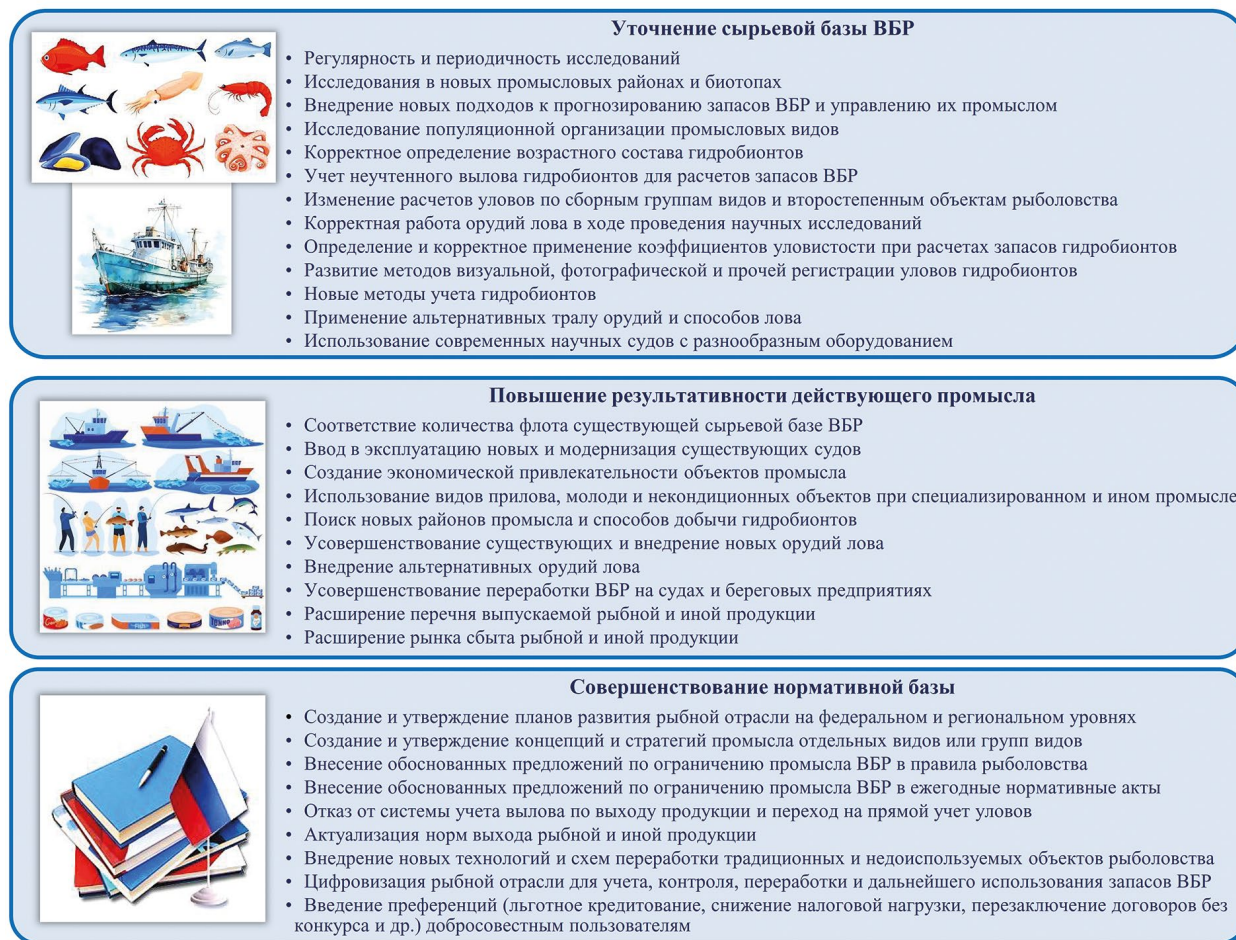 Уточнение сырьевой базы ВБР
• Регулярность и периодичность исследований
• Исследования в новых промысловых районах и биотопах
• Внедрение новых подходов к прогнозированию запасов ВБР и управлению их промыслом
• Исследование популяционной организации промысловых видов
• Корректное определение возрастного состава гидробионтов
• Учет неучтенного вылова гидробионтов для расчетов запасов ВБР
• Изменение расчетов уловов по сборным группам видов и второстепенным объектам рыболовства
• Корректная работа орудий лова в ходе проведения научных исследований
• Определение и корректное применение коэффициентов уловистости при расчетах запасов гидробионтов
• Развитие методов визуальной, фотографической и прочей регистрации уловов гидробионтов
• Новые методы учета гидробионтов
• Применение альтернативных тралу орудий и способов лова
• Использование современных научных судов с разнообразным оборудованием
Повышение результативности действующего промысла
• Соответствие количества флота существующей сырьевой базе ВБР
• Ввод в эксплуатацию новых и модернизация существующих судов
• Создание экономической привлекательности объектов промысла
• Использование видов прилова, молоди и некондиционных объектов при специализированном и ином промысле
• Поиск новых районов промысла и способов добычи гидробионтов
• Усовершенствование существующих и внедрение новых орудий лова
• Внедрение альтернативных орудий лова
• Усовершенствование переработки ВБР на судах и береговых предприятиях
• Расширение перечня выпускаемой рыбной и иной продукции
• Расширение рынка сбыта рыбной и иной продукции
Совершенствование нормативной базы
• Создание и утверждение планов развития рыбной отрасли на федеральном и региональном уровнях
• Создание и утверждение концепций и стратегий промысла отдельных видов или групп видов
• Внесение обоснованных предложений по ограничению промысла ВБР в правила рыболовства
• Внесение обоснованных предложений по ограничению промысла ВБР в ежегодные нормативные акты
• Отказ от системы учета вылова по выходу продукции и переход на прямой учет уловов
• Актуализация норм выхода рыбной и иной продукции
• Внедрение новых технологий и схем переработки традиционных и недоиспользуемых объектов рыболовства
• Цифровизация рыбной отрасли для учета, контроля, переработки и дальнейшего использования запасов ВБР
• Введение преференций (льготное кредитование, снижение налоговой нагрузки, перезаключение договоров без
конкурса и др.) добросовестным пользователям